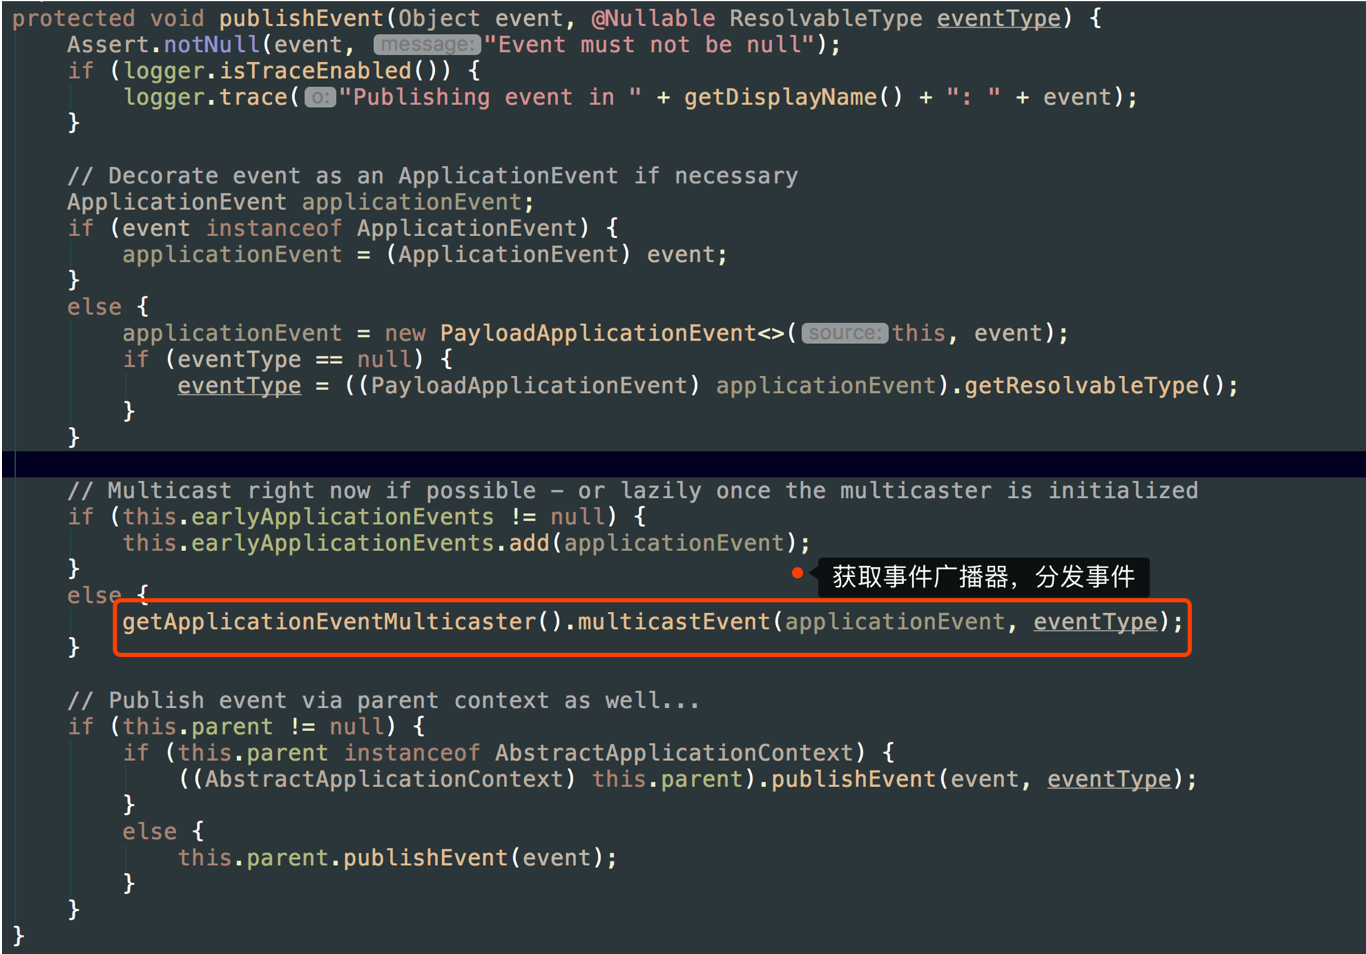 protected void publishEvent(Object event, @Nullable ResolvableType eventType) {
    Assert.notNull(event, message: "Event must not be null");
    if (logger.isTraceEnabled()) {
        logger.trace( o: "Publishing event in " + getDisplayName() + ": " + event);
    }

    // Decorate event as an ApplicationEvent if necessary
    ApplicationEvent applicationEvent;
    if (event instanceof ApplicationEvent) {
        applicationEvent = (ApplicationEvent) event;
    }
    else {
        applicationEvent = new PayloadApplicationEvent<>( source: this, event);
        if (eventType == null) {
            eventType = ((PayloadApplicationEvent) applicationEvent).getResolvableType();
        }
    }

    // Multicast right now if possible – or lazily once the multicaster is initialized
    if (this.earlyApplicationEvents != null) {
        this.earlyApplicationEvents.add(applicationEvent);
    }
获取事件广播器，分发事件
    else {
        getApplicationEventMulticaster().multicastEvent(applicationEvent, eventType);
    }

    // Publish event via parent context as well...
    if (this.parent != null) {
        if (this.parent instanceof AbstractApplicationContext) {
            ((AbstractApplicationContext) this.parent).publishEvent(event, eventType);
        }
        else {
            this.parent.publishEvent(event);
        }
    }
}